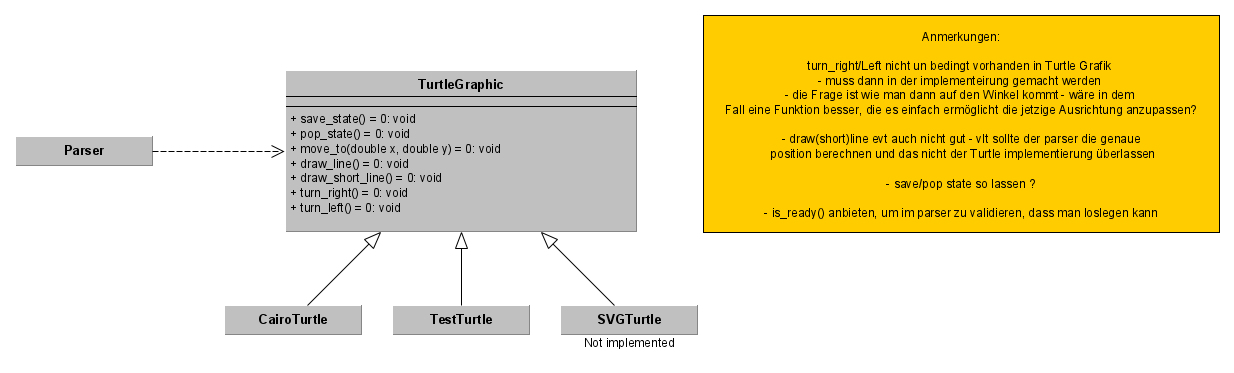 Anmerkungen:
turn_right/Left nicht un bedingt vorhanden in Turtle Grafik
- muss dann in der implementeirung gemacht werden
- die Frage ist wie man dann auf den Winkel kommt - wäre in dem
Fall eine Funktion besser, die es einfach ermöglicht die jetzige Ausrichtung anzupassen?
- draw(short)line evt auch nicht gut - vlt sollte der parser die genaue
position berechnen und das nicht der Turtle implementierung überlassen
- save/pop state so lassen ?
- is_ready() anbieten, um im parser zu validieren, dass man loslegen kann
TurtleGraphic
+ save_state() = 0: void
+ pop_state() = 0: void
+ move_to(double x, double y) = 0: void
+ draw_line() = 0: void
+ draw_short_line() = 0: void
+ turn_right() = 0: void
+ turn_left() = 0: void
Parser
CairoTurtle
TestTurtle
SVGTurtle
Not implemented